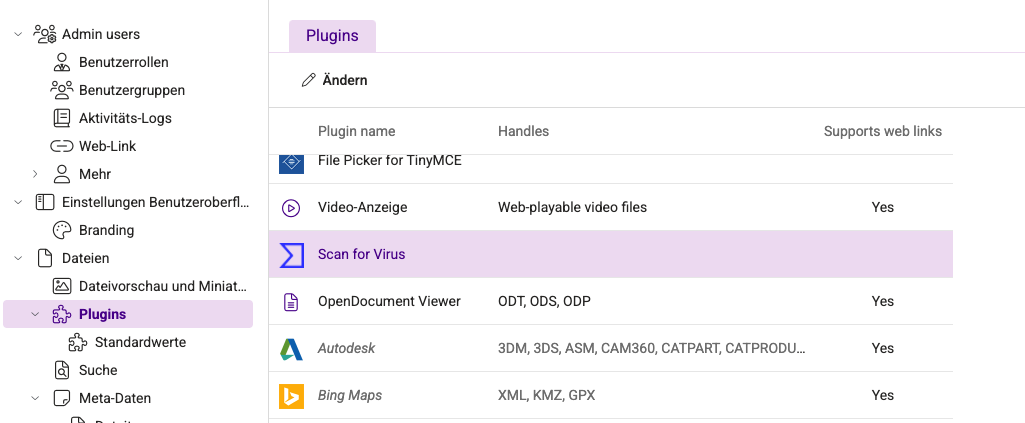 Admin users
Benutzerrollen
Benutzergruppen
Aktivitäts-Logs
Web-Link
Mehr
Einstellungen Benutzeroberfl...
Branding
Dateien
Dateivorschau und Miniat...
Plugins
Standardwerte
Suche
Meta-Daten
Plugins
Ändern
Plugin name Handles Supports web links
File Picker for TinyMCE
Video-Anzeige Web-playable video files Yes
Scan for Virus
OpenDocument Viewer ODT, ODS, ODP Yes
Autodesk 3DM, 3DS, ASM, CAM360, CATPART, CATPRODU... Yes
Bing Maps XML, KMZ, GPX Yes